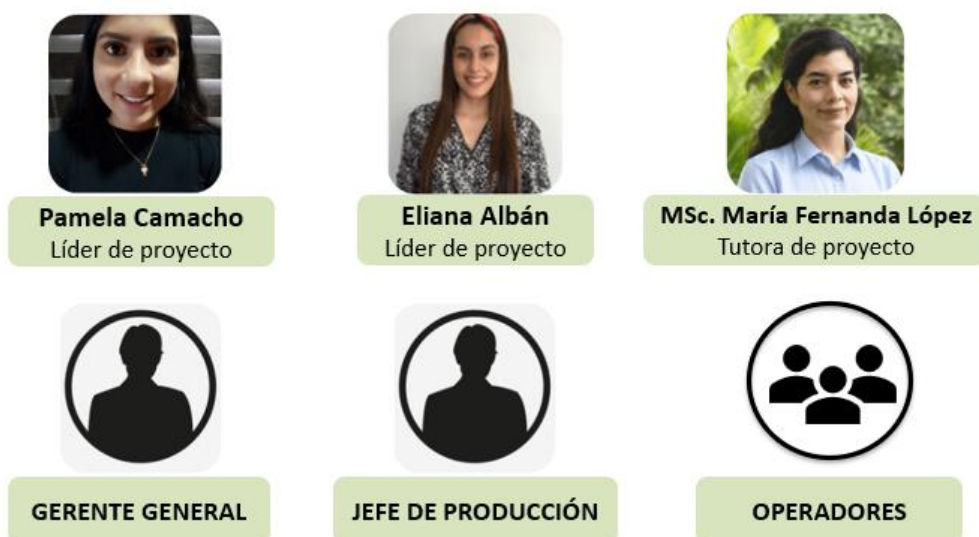 Pamela Camacho
Líder de proyecto
Eliana Albán
Líder de proyecto
MSc. María Fernanda López
Tutora de proyecto
GERENTE GENERAL
JEFE DE PRODUCCIÓN
OPERADORES